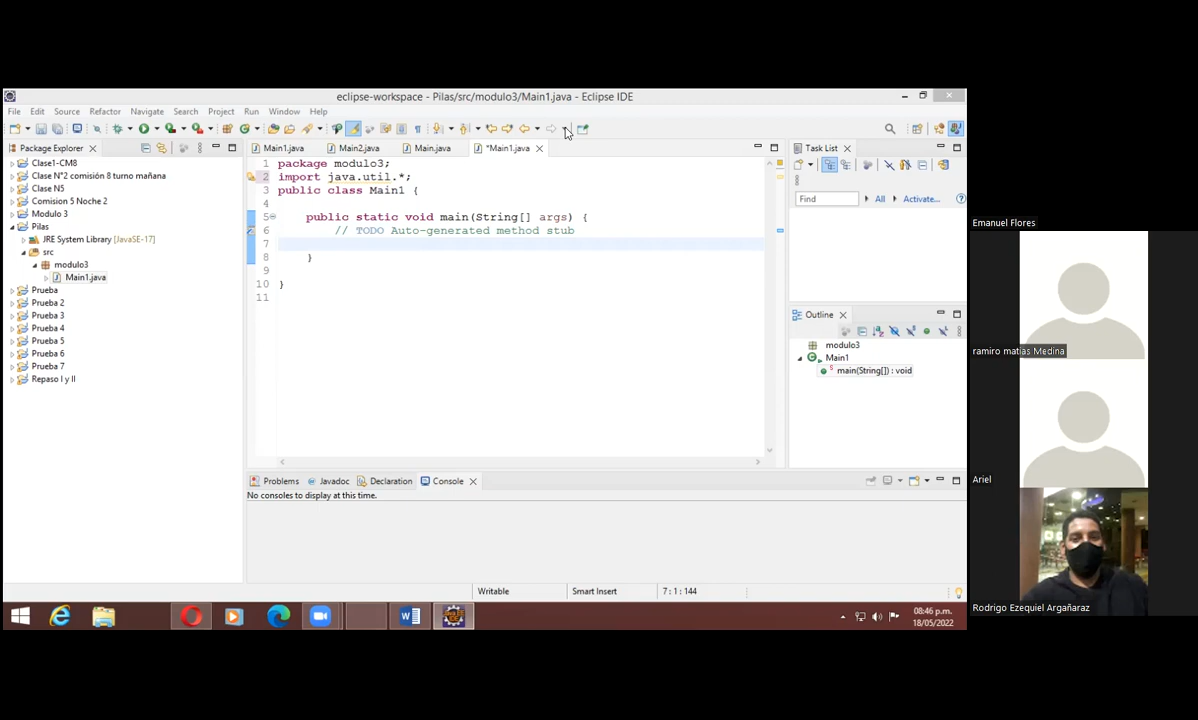 eclipse-workspace - Pilas/src/modulo3/Main1.java - Eclipse IDE
File Edit Source Refactor Navigate Search Project Run Window Help
Package Explorer
Clase1-CM8
Clase N°2 comisión 8 turno mañana
Clase N5
Comision 5 Noche 2
Modulo 3
Pilas
JRE System Library [JavaSE-17]
src
modulo3
Main1.java
Prueba
Prueba 2
Prueba 3
Prueba 4
Prueba 5
Prueba 6
Prueba 7
Repaso I y II
Main1.java Main2.java Main.java *Main1.java
1 package modulo3;
2 import java.util.*;
3 public class Main1 {
4
5 public static void main(String[] args) {
6 // TODO Auto-generated method stub
7
8 }
9
10 }
11
Task List
Find All Activate...
Outline
modulo3
Main1
main(String[]) : void
Problems Javadoc Declaration Console
No consoles to display at this time.
Writable Smart Insert 7 : 1 : 144
08:46 p.m.
18/05/2022
Emanuel Flores
ramiro matias Medina
Ariel
Rodrigo Ezequiel Argañaraz